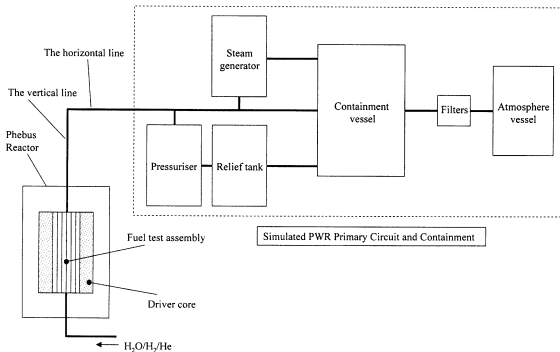 The horizontal line
Steam
generator
The vertical line
Containment
vessel
Filters
Atmosphere
vessel
Phebus
Reactor
Pressuriser
Relief tank
Simulated PWR Primary Circuit and Containment
Fuel test assembly
Driver core
H₂O/H₂/He